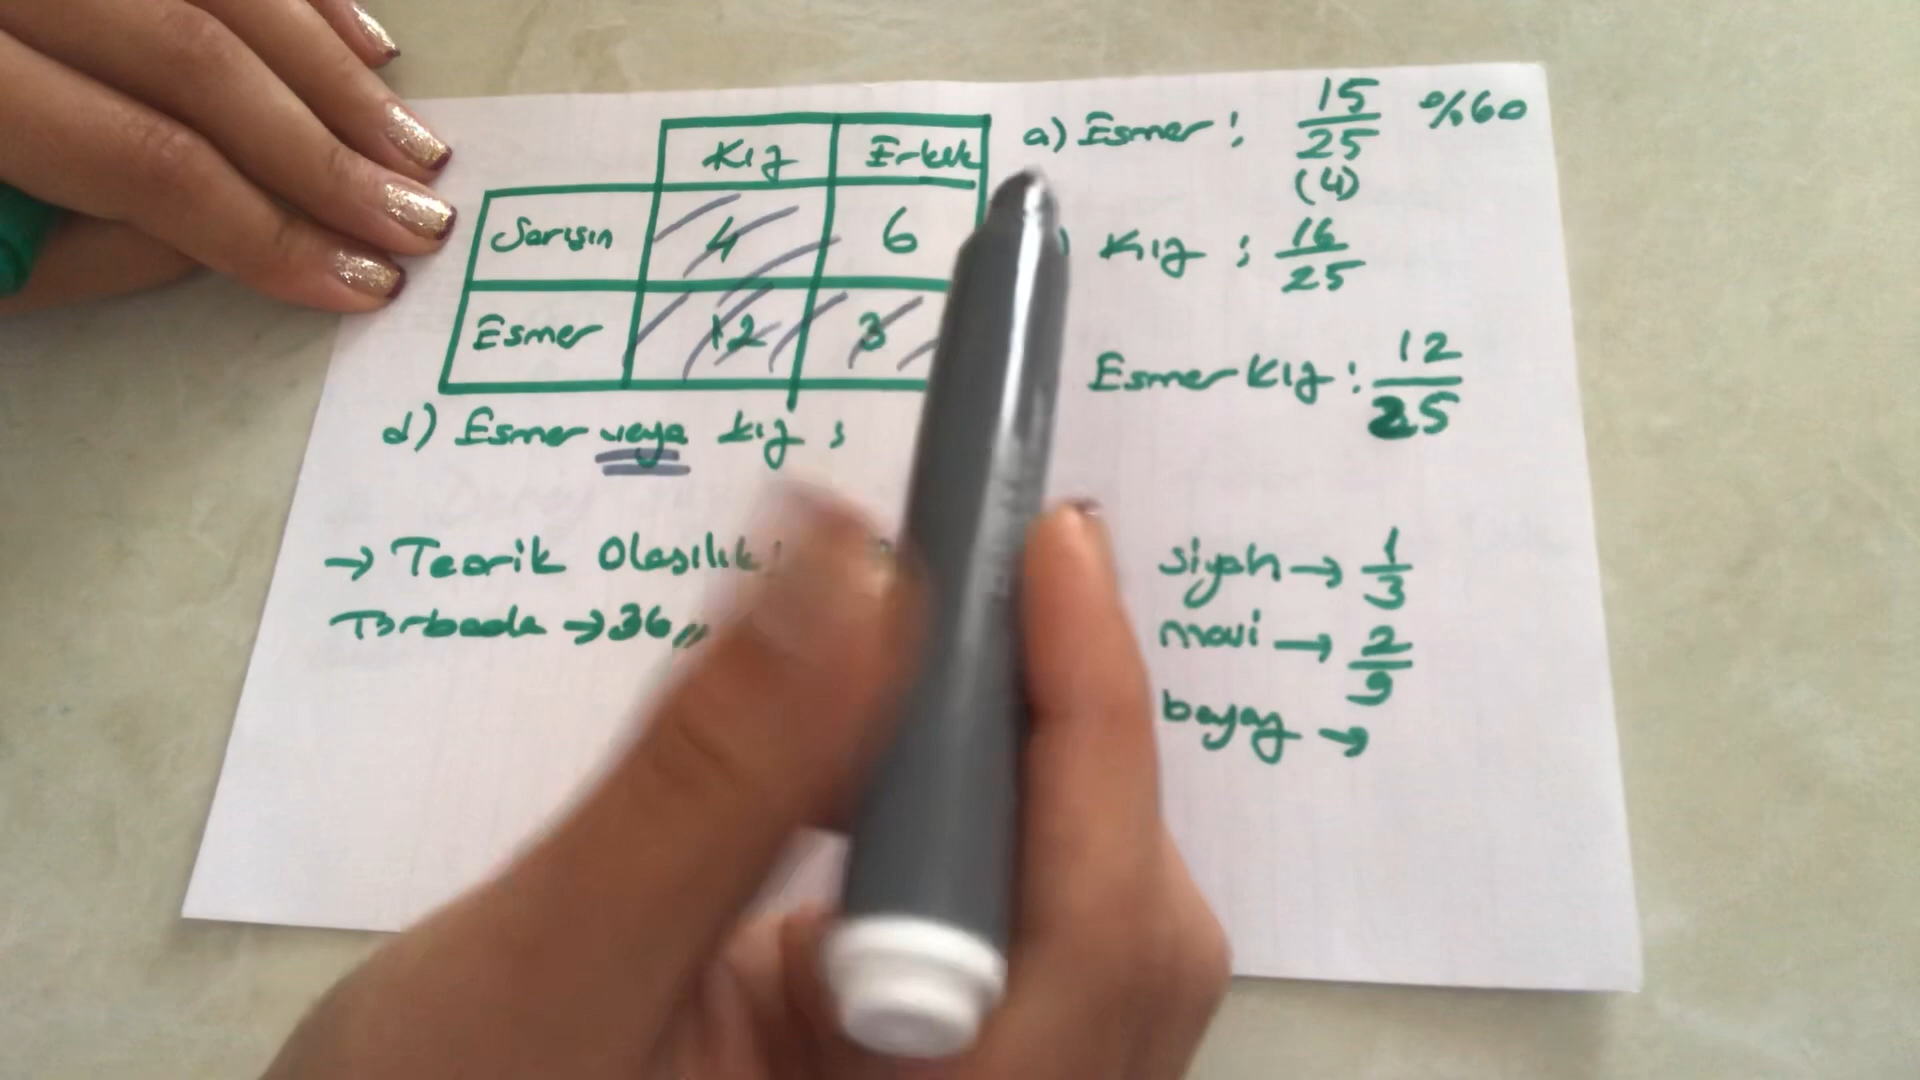 Kız Erkek
Sarışın 4 6
Esmer 12 3
a) Esmer : 15/25 %60
(4)
) Kız : 16/25
Esmer Kız : 12/25
d) Esmer veya kız :
→ Teorik Olasılık :
Torbada → 36,,
siyah → 1/3
mavi → 2/9
beyaz →